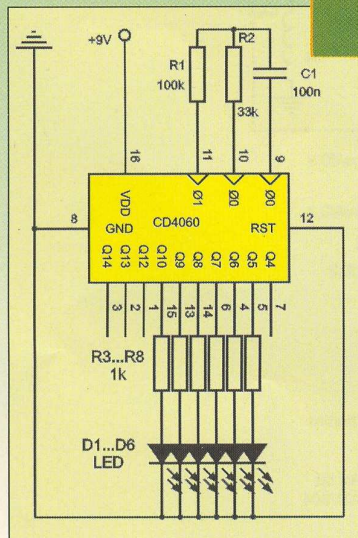 +9V
R1
100k
R2
33k
C1
100n
16
11
10
9
8
VDD
Ø1
Ø0
Ø0
GND
CD4060
RST
12
Q14
Q13
Q12
Q10
Q9
Q8
Q7
Q6
Q5
Q4
3
2
1
15
13
14
6
4
5
7
R3...R8
1k
D1...D6
LED